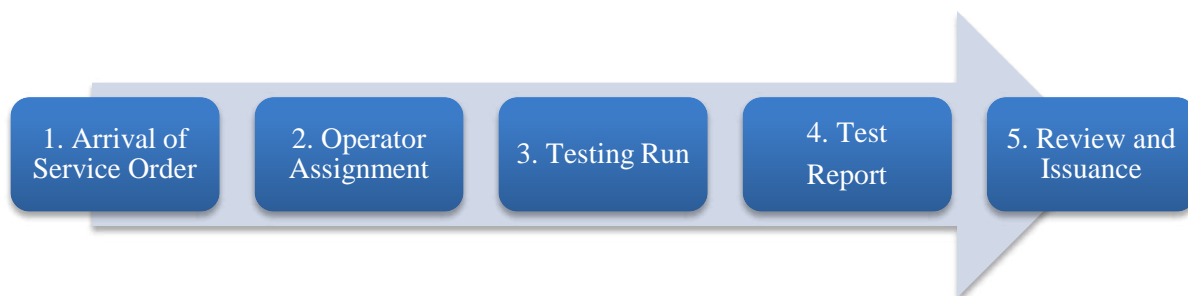 1. Arrival of
Service Order
2. Operator
Assignment
3. Testing Run
4. Test
Report
5. Review and
Issuance